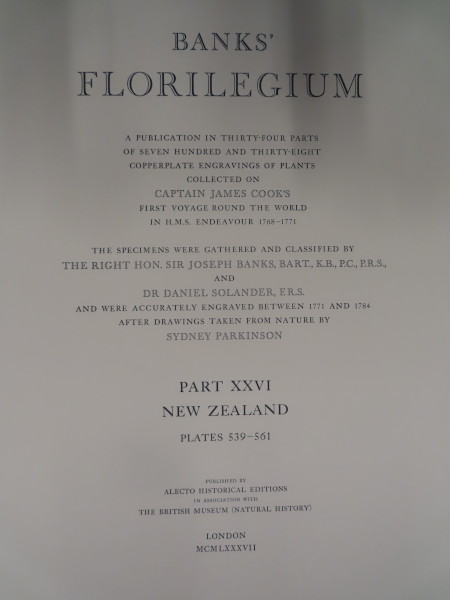 BANKS'
FLORILEGIUM
A PUBLICATION IN THIRTY-FOUR PARTS
OF SEVEN HUNDRED AND THIRTY-EIGHT
COPPERPLATE ENGRAVINGS OF PLANTS
COLLECTED ON
CAPTAIN JAMES COOK'S
FIRST VOYAGE ROUND THE WORLD
IN H.M.S. ENDEAVOUR 1768–1771
THE SPECIMENS WERE GATHERED AND CLASSIFIED BY
THE RIGHT HON. SIR JOSEPH BANKS, BART., K.B., P.C., P.R.S.,
AND
DR DANIEL SOLANDER, F.R.S.
AND WERE ACCURATELY ENGRAVED BETWEEN 1771 AND 1784
AFTER DRAWINGS TAKEN FROM NATURE BY
SYDNEY PARKINSON
PART XXVI
NEW ZEALAND
PLATES 539–561
PUBLISHED BY
ALECTO HISTORICAL EDITIONS
IN ASSOCIATION WITH
THE BRITISH MUSEUM (NATURAL HISTORY)
LONDON
MCMLXXXVII